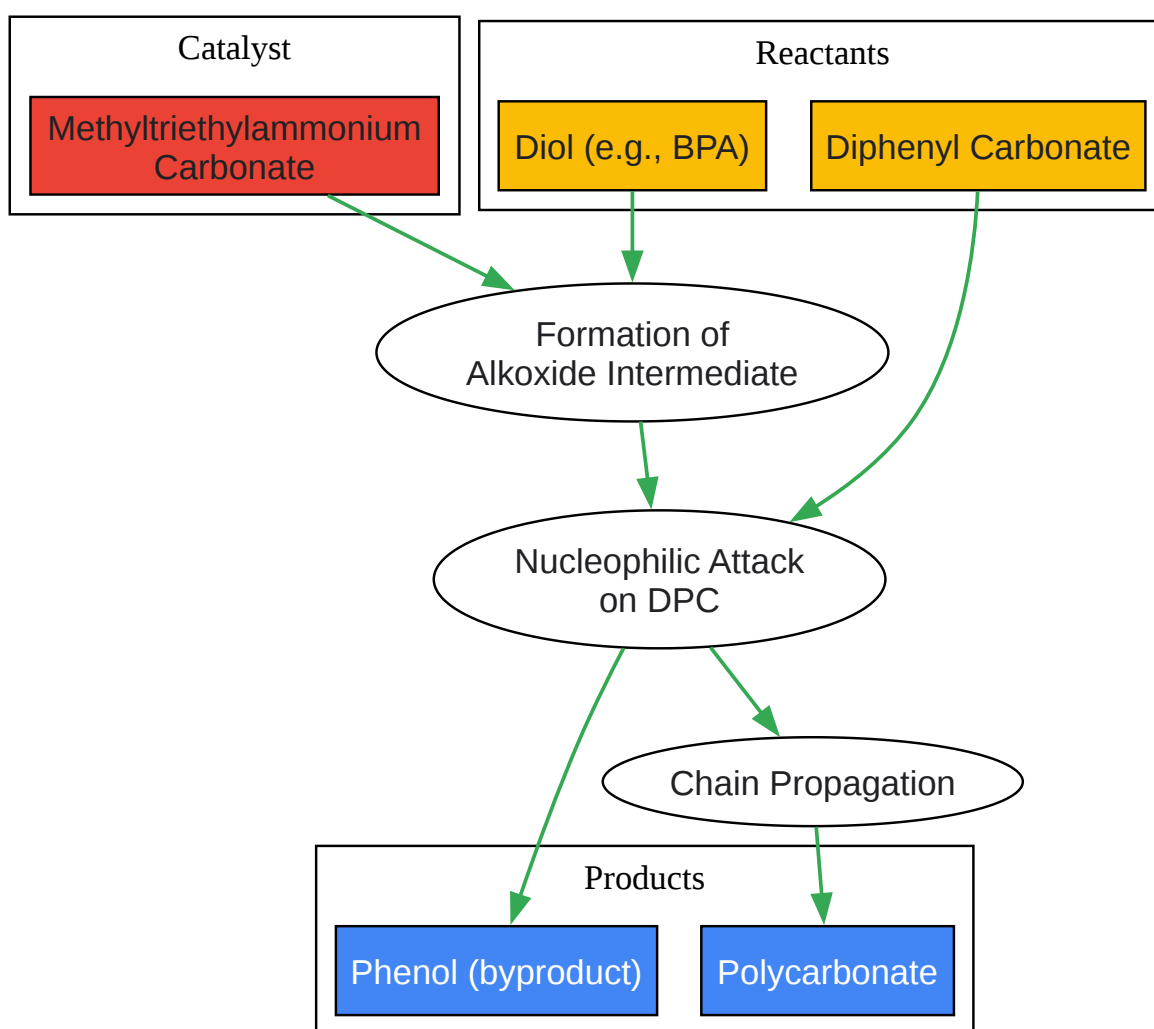 Catalyst
Reactants
Methyltriethylammonium
Carbonate
Diol (e.g., BPA)
Diphenyl Carbonate
Formation of
Alkoxide Intermediate
Nucleophilic Attack
on DPC
Chain Propagation
Products
Phenol (byproduct)
Polycarbonate